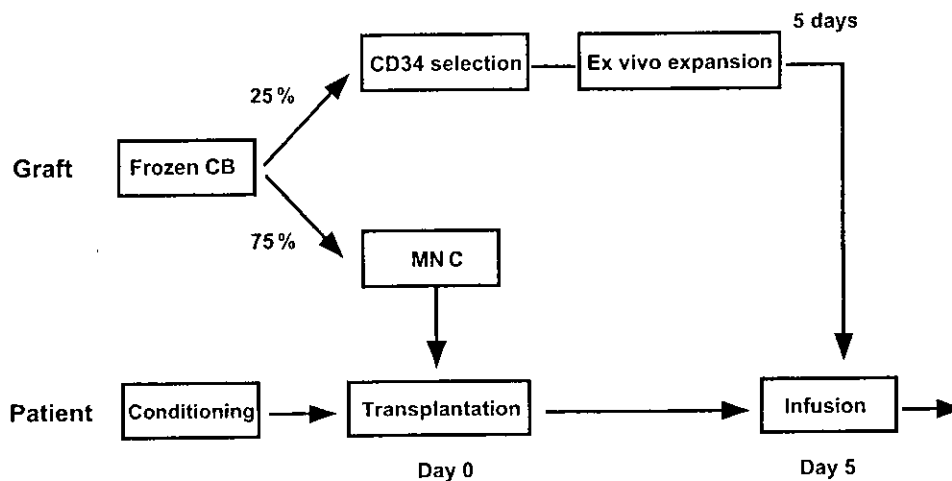 5 days
CD34 selection
Ex vivo expansion
25%
Graft
Frozen CB
75%
MNC
Patient
Conditioning
Transplantation
Infusion
Day 0
Day 5